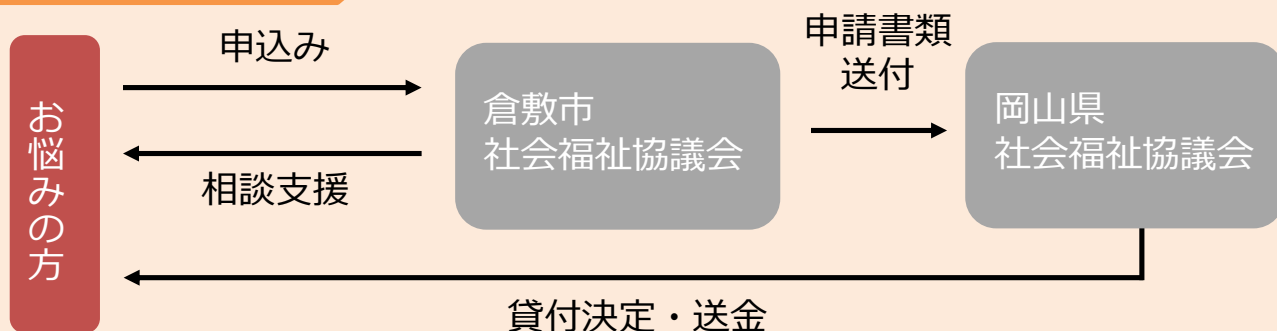 お悩みの方
申込み
相談支援
倉敷市
社会福祉協議会
申請書類
送付
岡山県
社会福祉協議会
貸付決定・送金